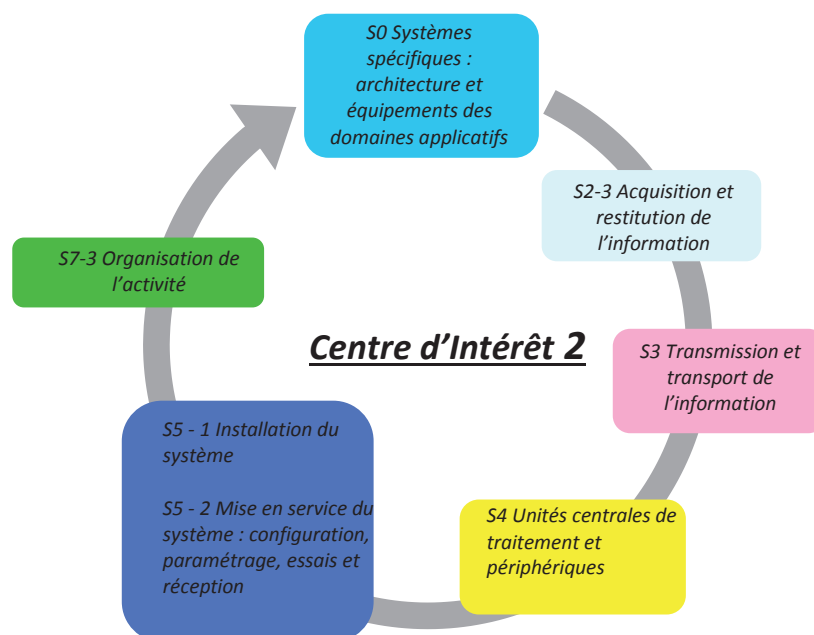 S0 Systèmes
spécifiques :
architecture et
équipements des
domaines applicatifs
S2-3 Acquisition et
restitution de
l’information
S7-3 Organisation de
l’activité
Centre d’Intérêt 2
S3 Transmission et
transport de
l’information
S5 - 1 Installation du
système
S5 - 2 Mise en service du
système : configuration,
paramétrage, essais et
réception
S4 Unités centrales de
traitement et
périphériques